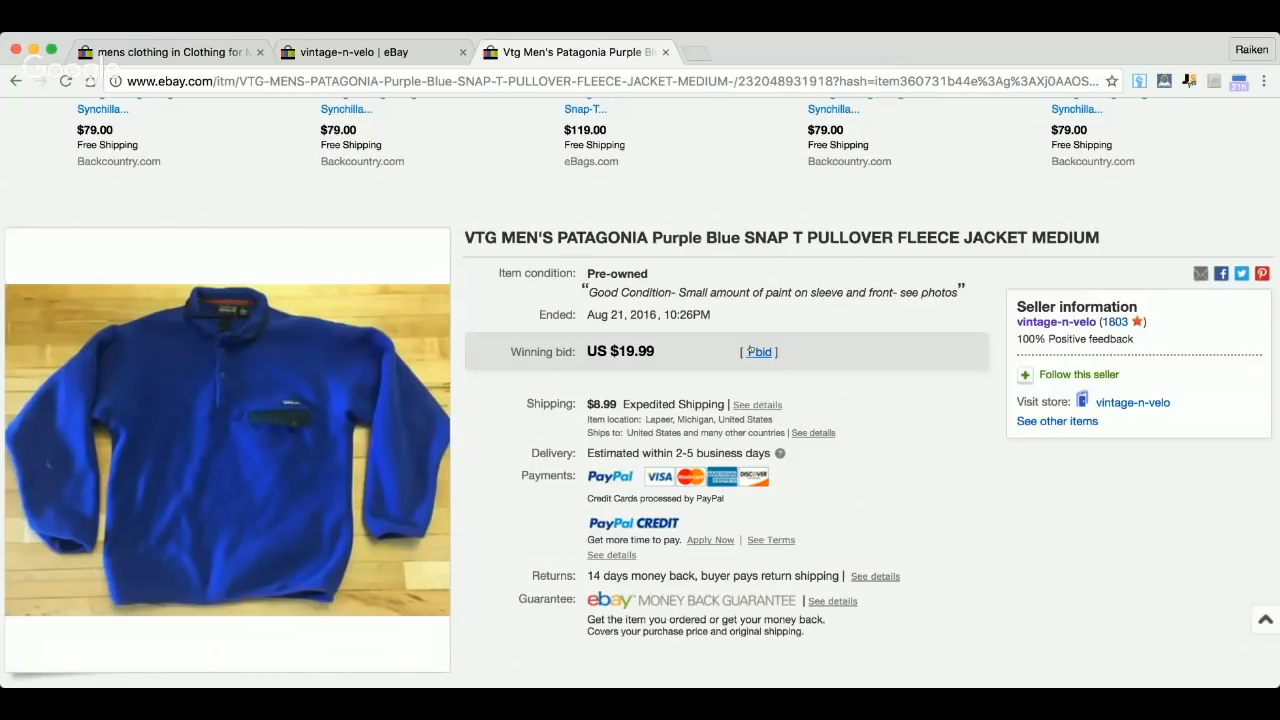 mens clothing in Clothing for
vintage-n-velo | eBay
Vtg Men's Patagonia Purple Bl
Raiken
Google
www.ebay.com/itm/VTG-MENS-PATAGONIA-Purple-Blue-SNAP-T-PULLOVER-FLEECE-JACKET-MEDIUM-/232048931918?hash=item360731b44e%3Ag%3AXj0AAOS...
21h
Synchilla... Synchilla... Snap-T... Synchilla... Synchilla...
$79.00 $79.00 $119.00 $79.00 $79.00
Free Shipping Free Shipping Free Shipping Free Shipping Free Shipping
Backcountry.com Backcountry.com eBags.com Backcountry.com Backcountry.com
VTG MEN'S PATAGONIA Purple Blue SNAP T PULLOVER FLEECE JACKET MEDIUM
Item condition: Pre-owned
“Good Condition- Small amount of paint on sleeve and front- see photos”
Ended: Aug 21, 2016 , 10:26PM
Winning bid: US $19.99 [ bid ]
Shipping: $8.99 Expedited Shipping | See details
Item location: Lapeer, Michigan, United States
Ships to: United States and many other countries | See details
Delivery: Estimated within 2-5 business days
Payments: PayPal VISA MasterCard AMERICAN EXPRESS DISCOVER
Credit Cards processed by PayPal
PayPal CREDIT
Get more time to pay. Apply Now | See Terms
See details
Returns: 14 days money back, buyer pays return shipping | See details
Guarantee: ebay MONEY BACK GUARANTEE | See details
Get the item you ordered or get your money back.
Covers your purchase price and original shipping.
Seller information
vintage-n-velo (1803 )
100% Positive feedback
Follow this seller
Visit store: vintage-n-velo
See other items